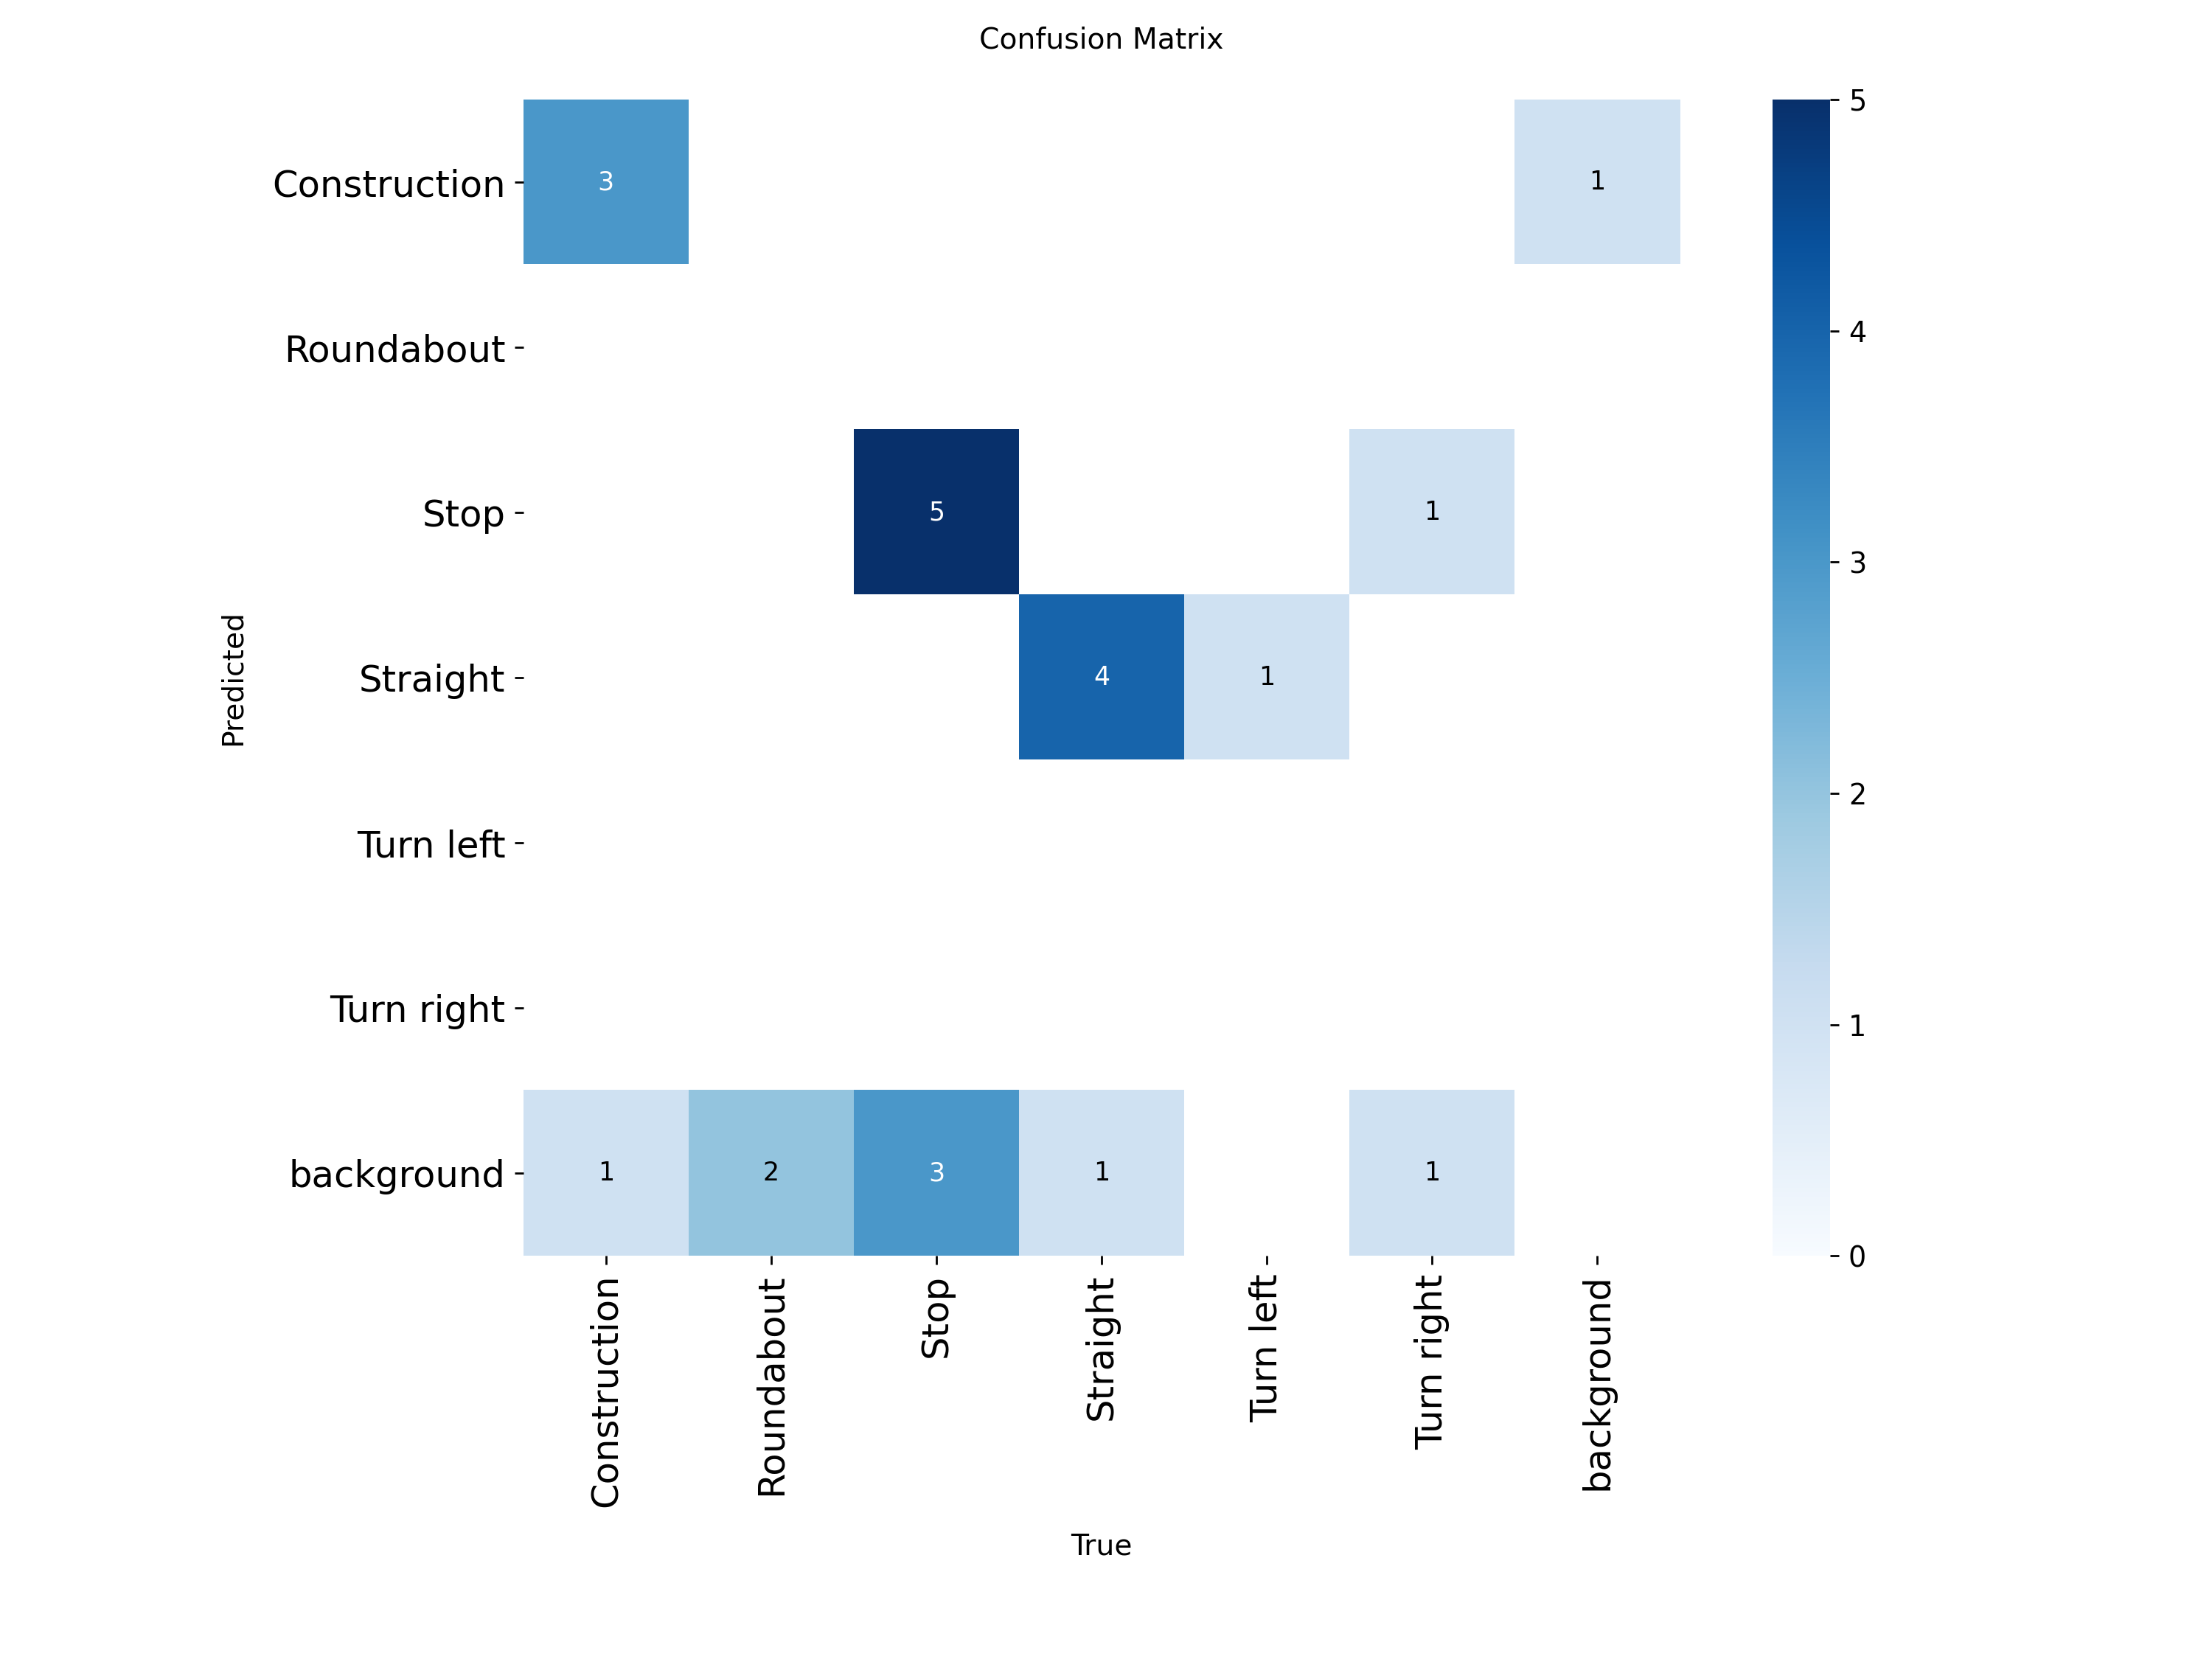 Confusion Matrix
Construction
3
1
5
Roundabout
4
Stop
5
1
3
Straight
4
1
Predicted
2
Turn left
Turn right
1
background
1
2
3
1
1
0
Construction
Roundabout
Stop
Straight
Turn left
Turn right
background
True